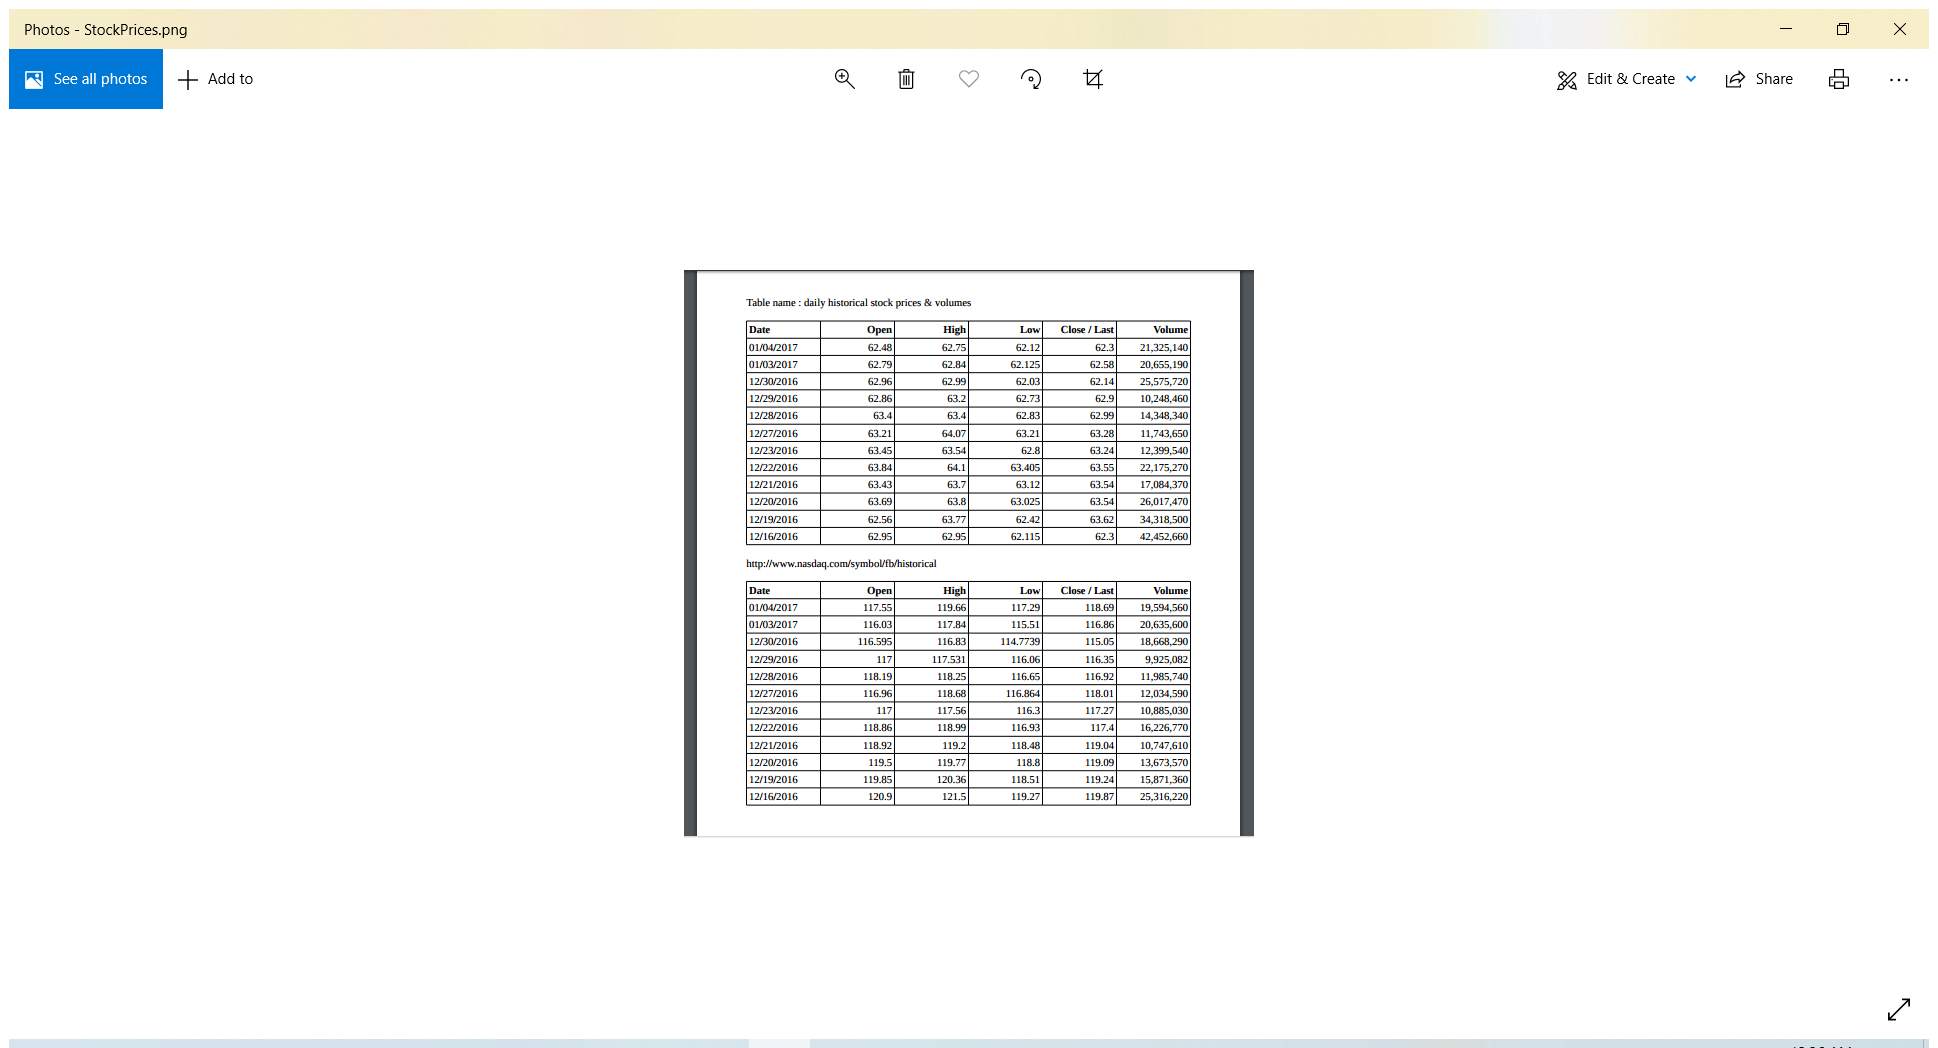 Photos - StockPrices.png
See all photos Add to Edit & Create Share
Table name : daily historical stock prices & volumes
Date Open High Low Close / Last Volume
01/04/2017 62.48 62.75 62.12 62.3 21,325,140
01/03/2017 62.79 62.84 62.125 62.58 20,655,190
12/30/2016 62.96 62.99 62.03 62.14 25,575,720
12/29/2016 62.86 63.2 62.73 62.9 10,248,460
12/28/2016 63.4 63.4 62.83 62.99 14,348,340
12/27/2016 63.21 64.07 63.21 63.28 11,743,650
12/23/2016 63.45 63.54 62.8 63.24 12,399,540
12/22/2016 63.84 64.1 63.405 63.55 22,175,270
12/21/2016 63.43 63.7 63.12 63.54 17,084,370
12/20/2016 63.69 63.8 63.025 63.54 26,017,470
12/19/2016 62.56 63.77 62.42 63.62 34,318,500
12/16/2016 62.95 62.95 62.115 62.3 42,452,660
http://www.nasdaq.com/symbol/fb/historical
Date Open High Low Close / Last Volume
01/04/2017 117.55 119.66 117.29 118.69 19,594,560
01/03/2017 116.03 117.84 115.51 116.86 20,635,600
12/30/2016 116.595 116.83 114.7739 115.05 18,668,290
12/29/2016 117 117.531 116.06 116.35 9,925,082
12/28/2016 118.19 118.25 116.65 116.92 11,985,740
12/27/2016 116.96 118.68 116.864 118.01 12,034,590
12/23/2016 117 117.56 116.3 117.27 10,885,030
12/22/2016 118.86 118.99 116.93 117.4 16,226,770
12/21/2016 118.92 119.2 118.48 119.04 10,747,610
12/20/2016 119.5 119.77 118.8 119.09 13,673,570
12/19/2016 119.85 120.36 118.51 119.24 15,871,360
12/16/2016 120.9 121.5 119.27 119.87 25,316,220